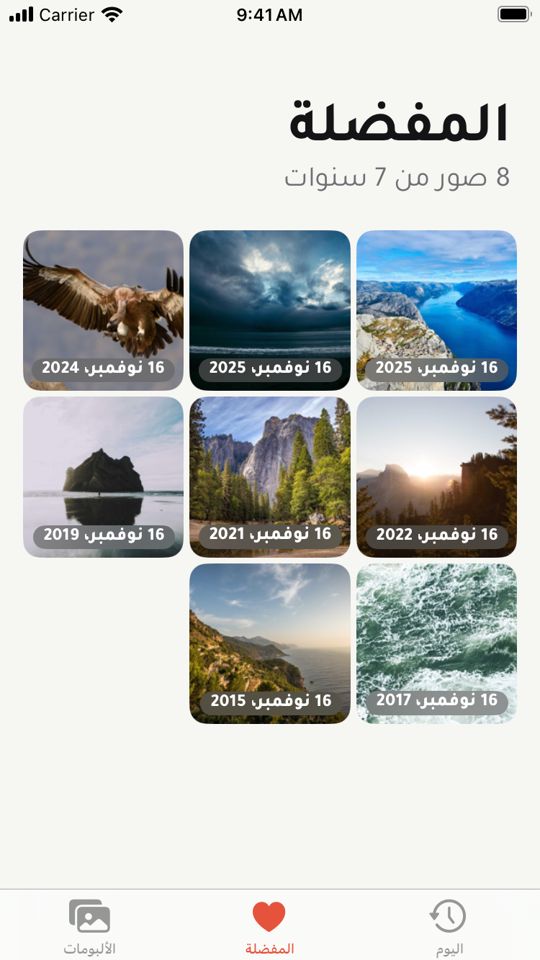 Carrier 9:41 AM
المفضلة
8 صور من 7 سنوات
16 نوفمبر، 2025
16 نوفمبر، 2025
16 نوفمبر، 2024
16 نوفمبر، 2022
16 نوفمبر، 2021
16 نوفمبر، 2019
16 نوفمبر، 2017
16 نوفمبر، 2015
اليوم
المفضلة
الألبومات